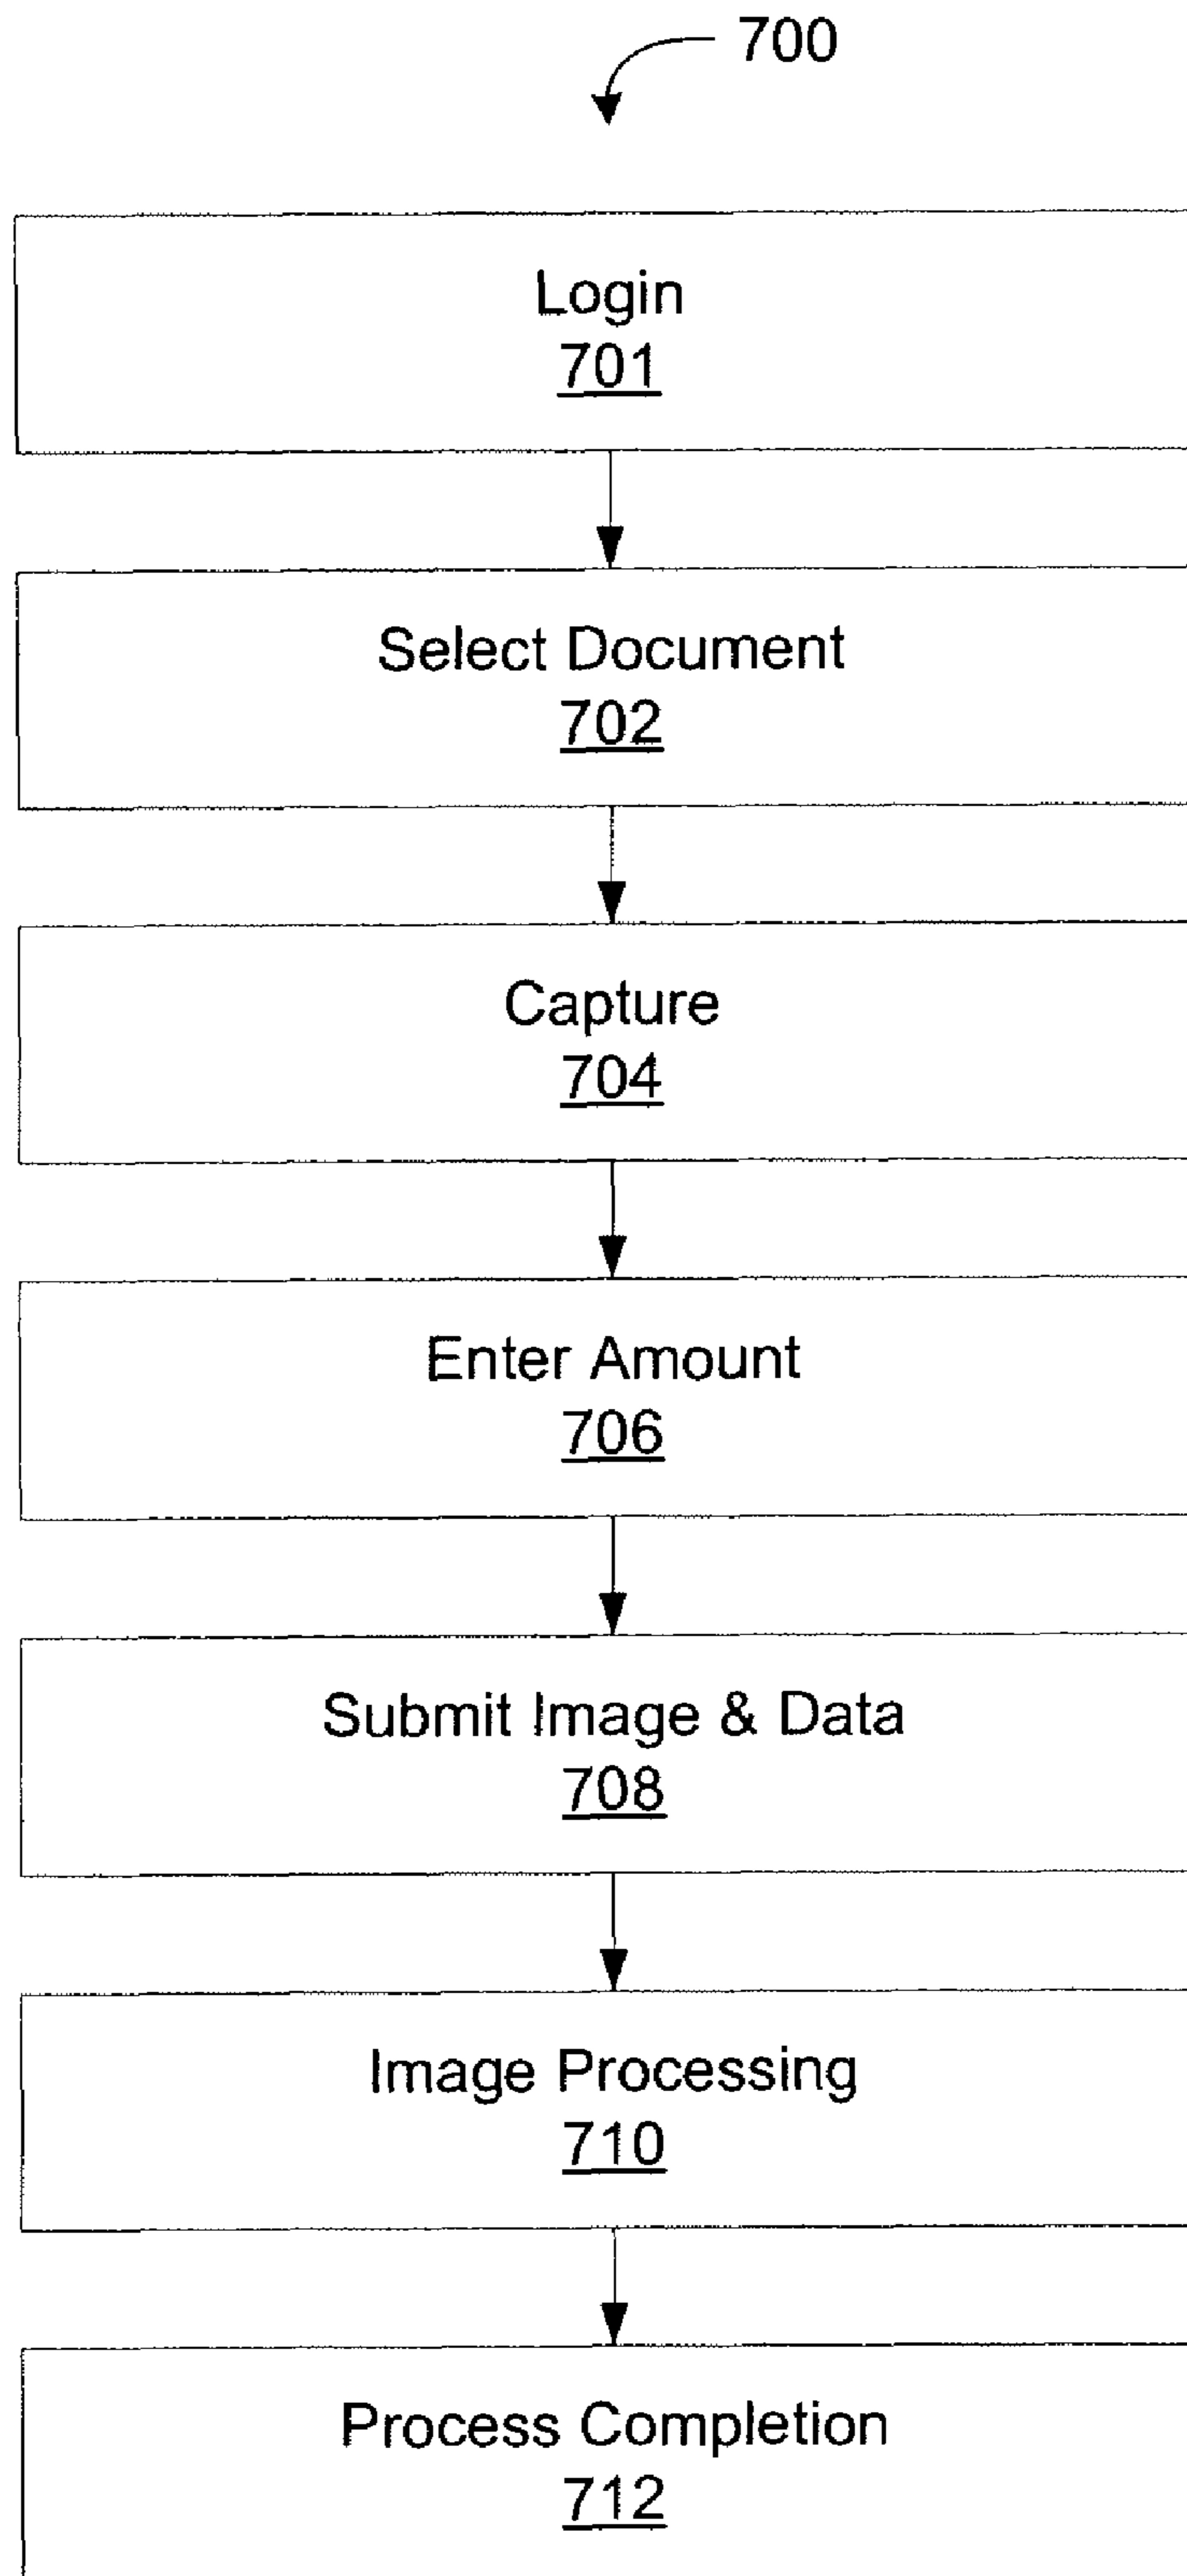 700
Login
701
Select Document
702
Capture
704
Enter Amount
706
Submit Image & Data
708
Image Processing
710
Process Completion
712